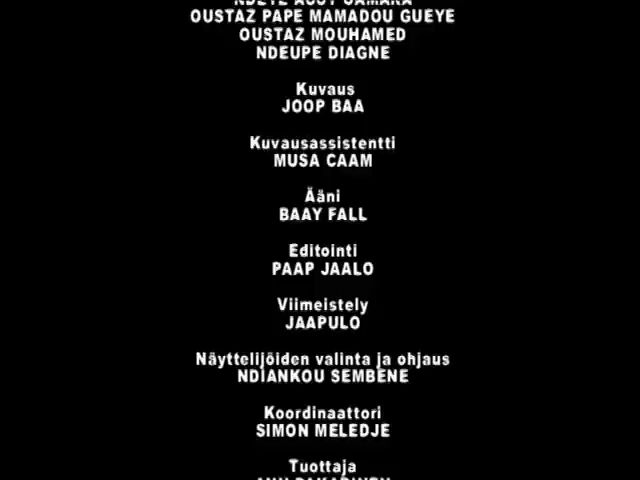 OUSTAZ PAPE MAMADOU GUEYE
OUSTAZ MOUHAMED
NDEUPE DIAGNE
Kuvaus
JOOP BAA
Kuvausassistentti
MUSA CAAM
Ääni
BAAY FALL
Editointi
PAAP JAALO
Viimeistely
JAAPULO
Näyttelijöiden valinta ja ohjaus
NDIANKOU SEMBENE
Koordinaattori
SIMON MELEDJE
Tuottaja